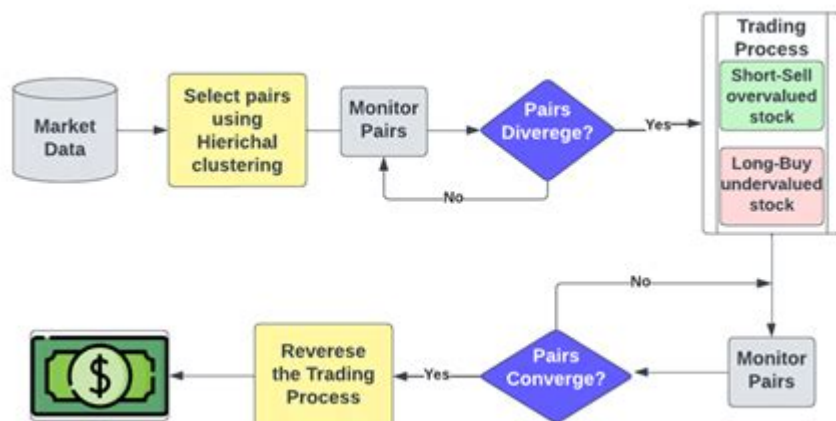 Trading
Process
Short-Sell
overvalued
stock
Long-Buy
undervalued
stock
Market
Data
Select pairs
using
Hierichal
clustering
Monitor
Pairs
Pairs
Diverege?
Yes
No
No
Monitor
Pairs
Pairs
Converge?
Yes
Reverese
the Trading
Process
$